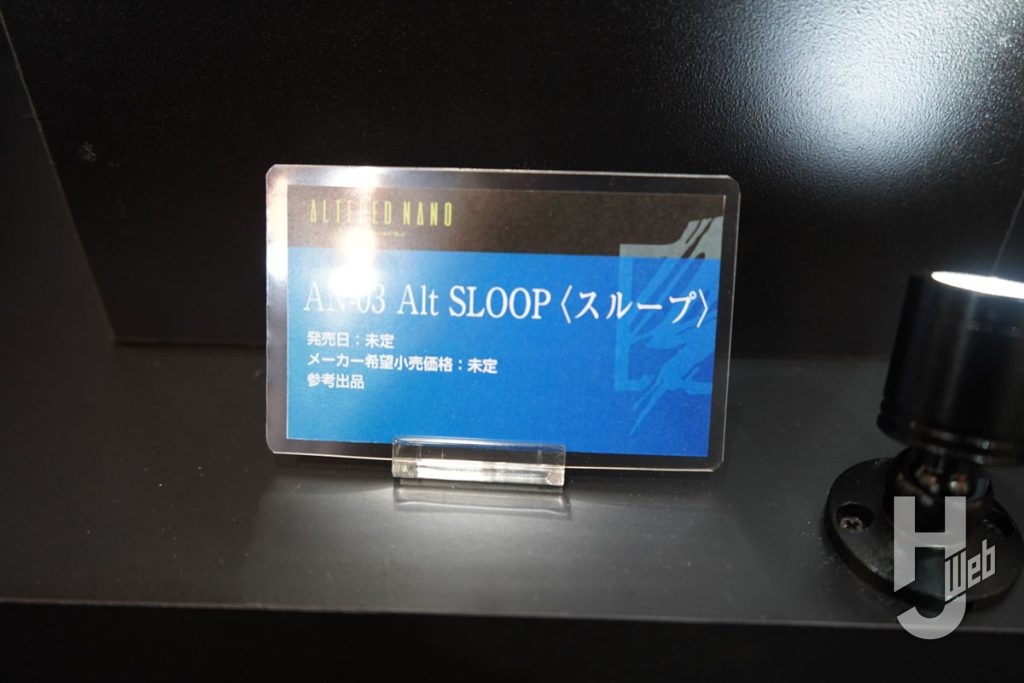 ALTERED NANO
AN-03 Alt SLOOP〈スループ〉
発売日：未定
メーカー希望小売価格：未定
参考出品
HJ Web